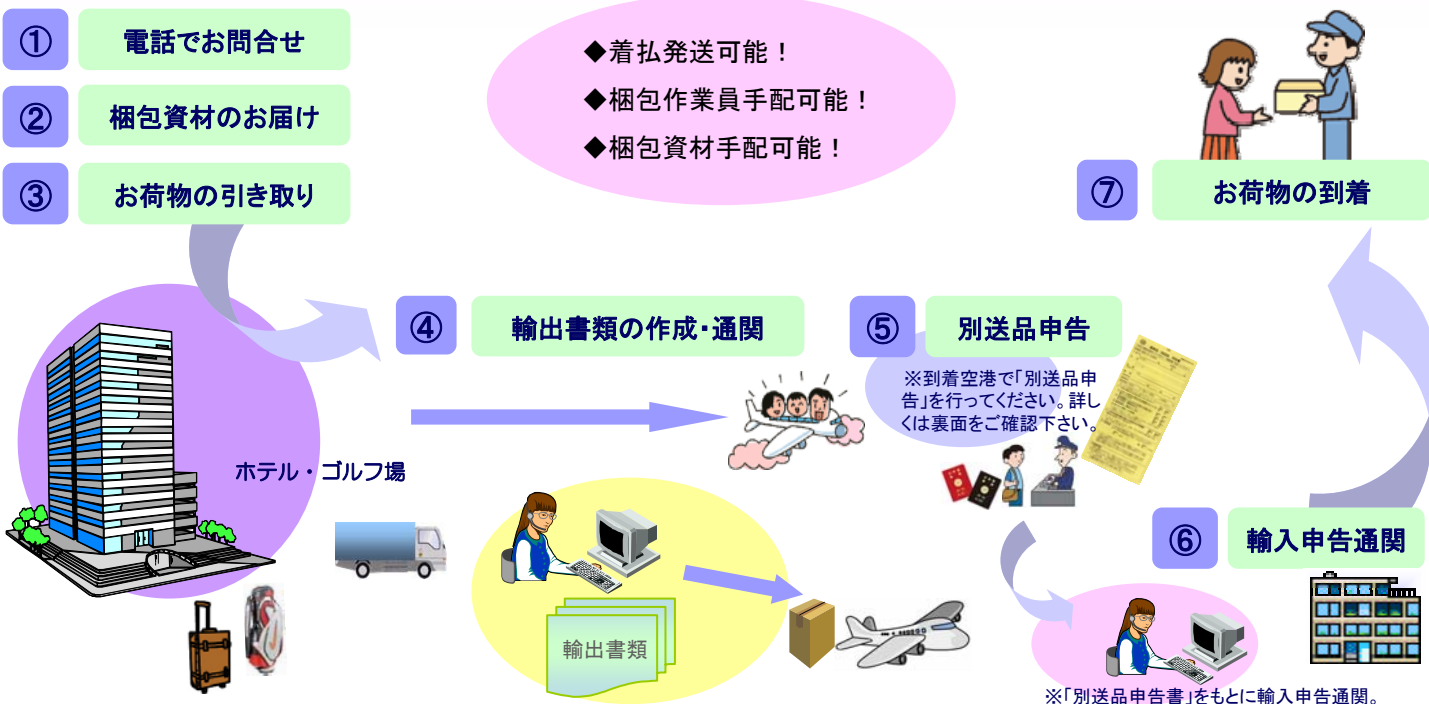 ① 電話でお問合せ
② 梱包資材のお届け
③ お荷物の引き取り
◆着払発送可能！
◆梱包作業員手配可能！
◆梱包資材手配可能！
⑦ お荷物の到着
④ 輸出書類の作成・通関
⑤ 別送品申告
※到着空港で「別送品申
告」を行ってください。詳し
くは裏面をご確認下さい。
ホテル・ゴルフ場
輸出書類
⑥ 輸入申告通関
※「別送品申告書」をもとに輸入申告通関。